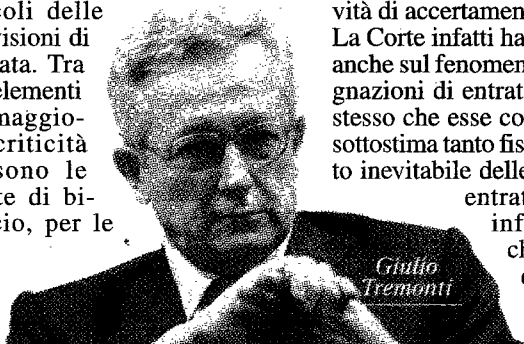 coli delle
visioni di
ata. Tra
elementi
maggio-
criticità
sono le
te di bi-
cio, per le
vità di accertamen
La Corte infatti ha
anche sul fenomen
gnazioni di entrat
stesso che esse co
sottostima tanto fis
to inevitabile delle
entrat
inf
ch
Giulio
Tremonti